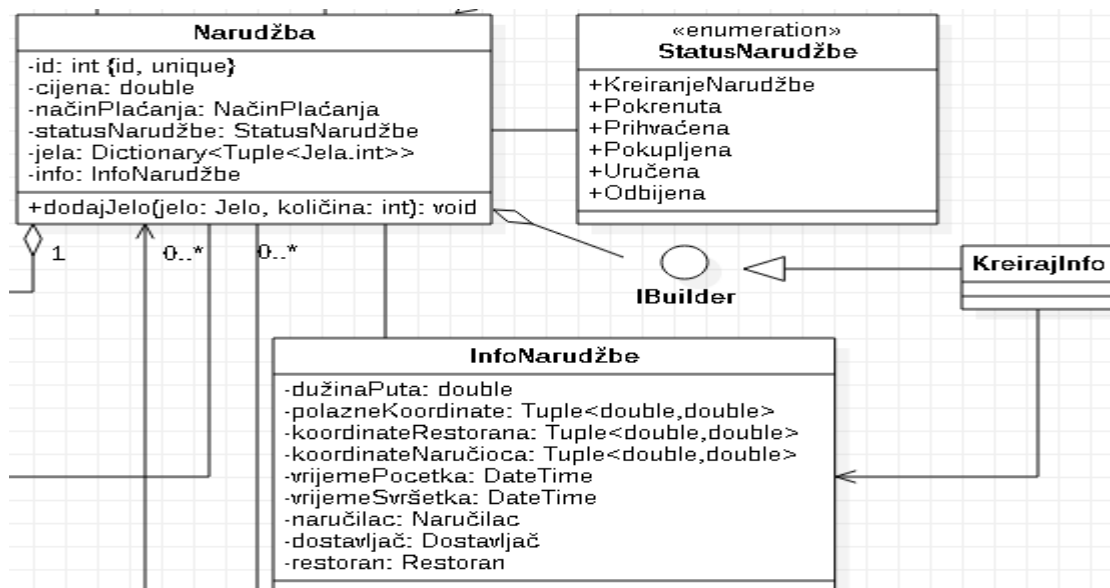 Narudžba
-id: int {id, unique}
-cijena: double
-načinPlaćanja: NačinPlaćanja
-statusNarudžbe: StatusNarudžbe
-jela: Dictionary<Tuple<Jela.int>>
-info: InfoNarudžbe
+dodajJelo(jelo: Jelo, količina: int): void
«enumeration»
StatusNarudžbe
+KreiranjeNarudžbe
+Pokrenuta
+Prihvaćena
+Pokupljena
+Uručena
+Odbijena
1
0..*
0..*
IBuilder
KreirajInfo
InfoNarudžbe
-dužinaPuta: double
-polazneKoordinate: Tuple<double,double>
-koordinateRestorana: Tuple<double,double>
-koordinateNaručioca: Tuple<double,double>
-vrijemePocetka: DateTime
-vrijemeSvršetka: DateTime
-naručilac: Naručilac
-dostavljač: Dostavljač
-restoran: Restoran